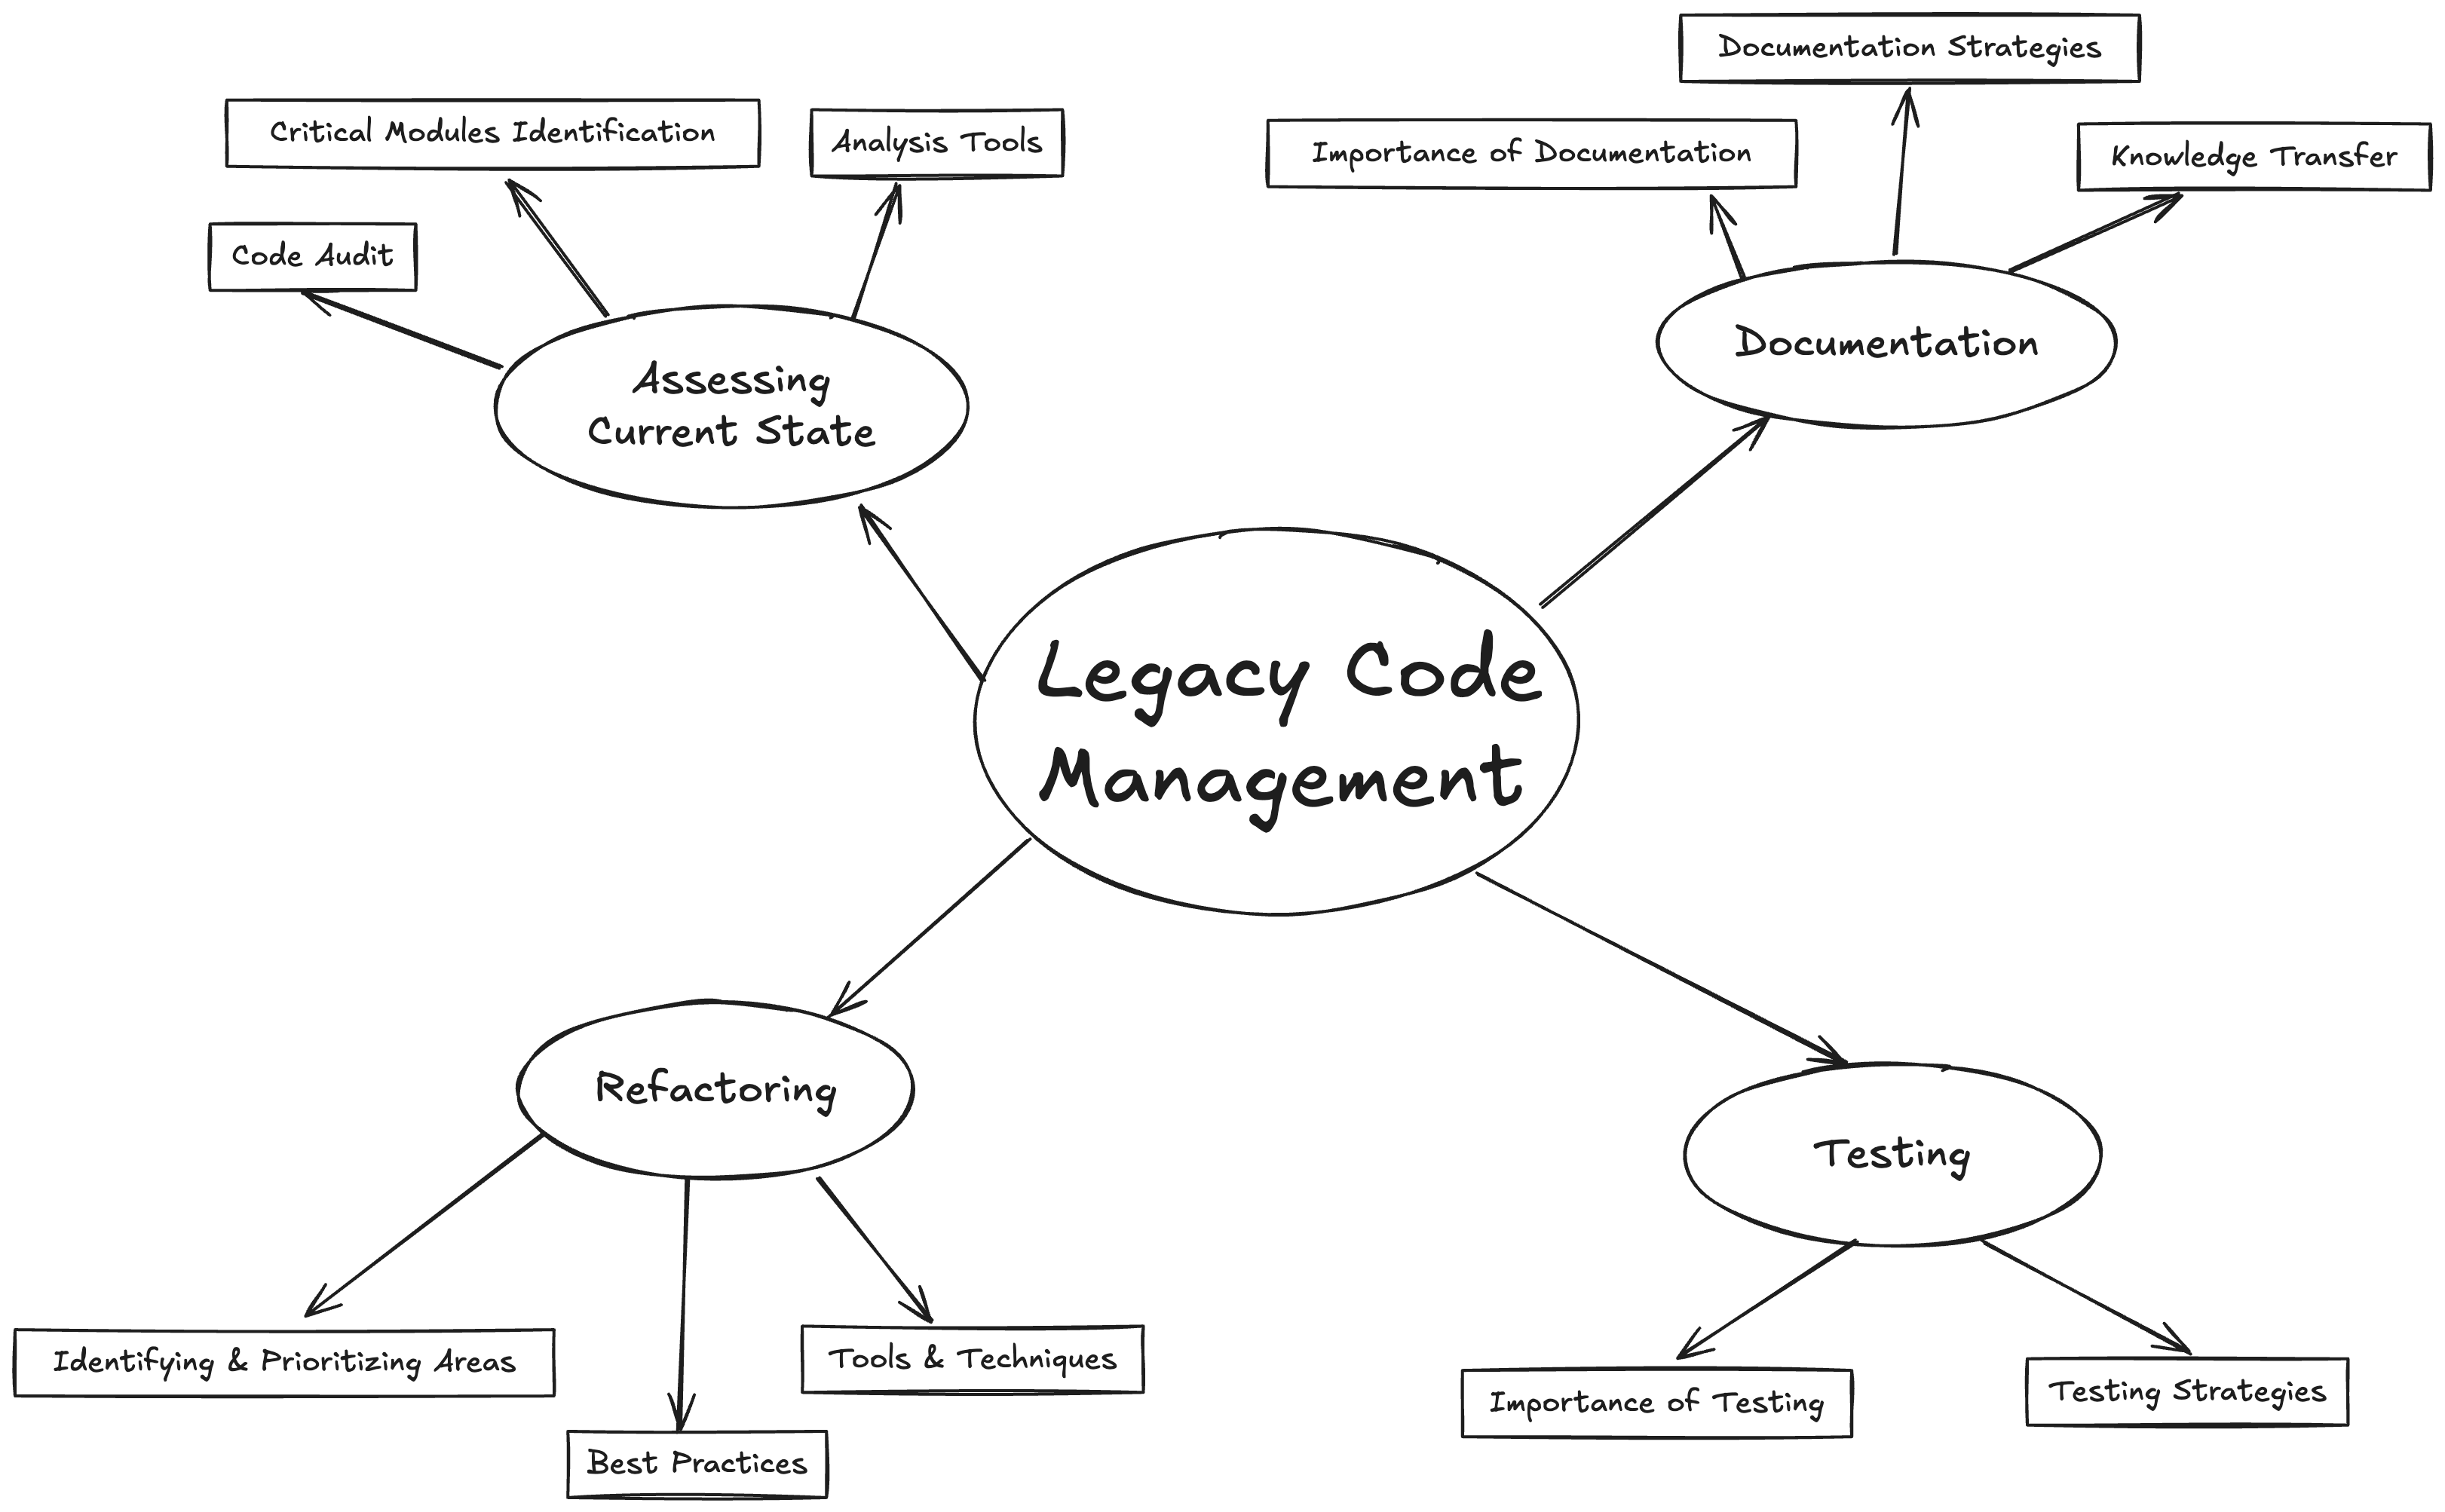 Documentation Strategies
Critical Modules Identification
Analysis Tools
Importance of Documentation
Knowledge Transfer
Code Audit
Assessing
Current State
Documentation
Legacy Code
Management
Refactoring
Testing
Identifying & Prioritizing Areas
Tools & Techniques
Best Practices
Importance of Testing
Testing Strategies